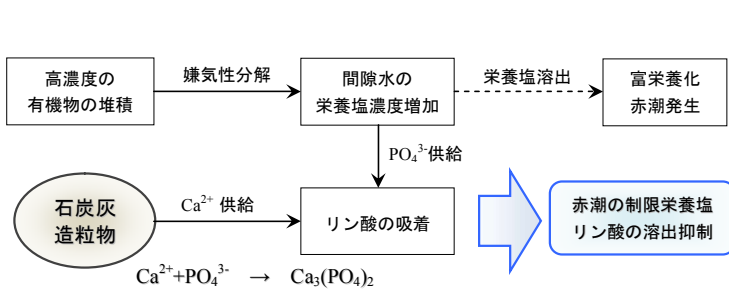 高濃度の
有機物の堆積
嫌気性分解
間隙水の
栄養塩濃度増加
栄養塩溶出
富栄養化
赤潮発生
PO₄³⁻供給
石炭灰
造粒物
Ca²⁺ 供給
リン酸の吸着
赤潮の制限栄養塩
リン酸の溶出抑制
Ca²⁺+PO₄³⁻ → Ca₃(PO₄)₂